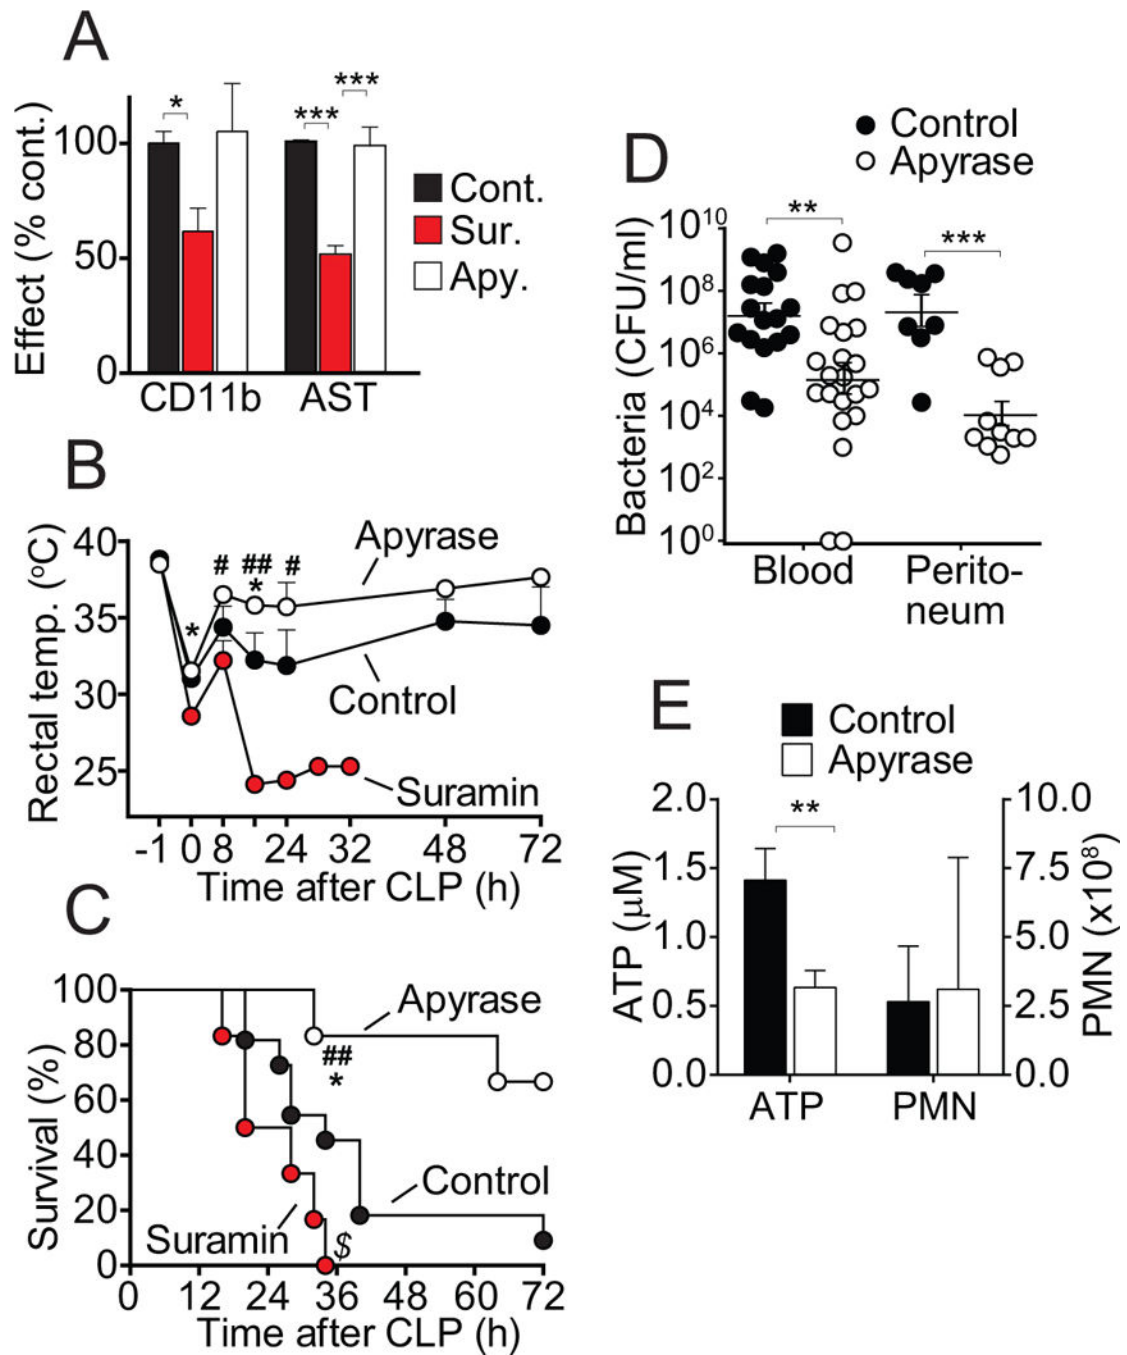 A
Effect (% cont.)
100
50
0
*
***
***
CD11b AST
Cont.
Sur.
Apy.
B
Rectal temp. (°C)
40
35
30
25
*
#
##
*
#
Apyrase
Control
Suramin
-1 0 8 24 32 48 72
Time after CLP (h)
C
Survival (%)
100
80
60
40
20
0
Apyrase
##
*
Control
Suramin
$
0 12 24 36 48 60 72
Time after CLP (h)
D
Control
Apyrase
Bacteria (CFU/ml)
10¹⁰
10⁸
10⁶
10⁴
10²
10⁰
**
***
Blood Perito-
neum
E
Control
Apyrase
ATP (μM)
2.0
1.5
1.0
0.5
0.0
**
10.0
7.5
5.0
2.5
0.0
PMN (x10⁸)
ATP PMN